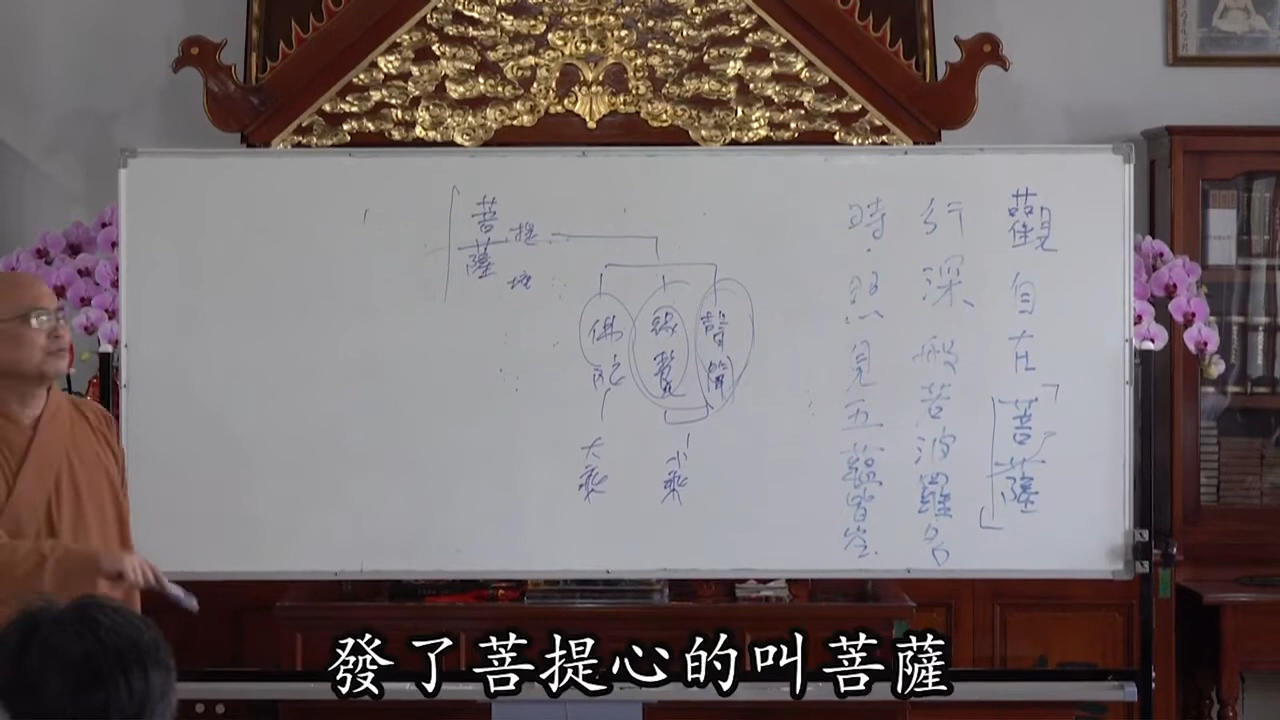 觀自在「菩薩」
行深般若波羅密
時·照見五蘊皆空
菩提
薩埵
聲聞
緣覺
佛陀
小乘
大乘
發了菩提心的叫菩薩